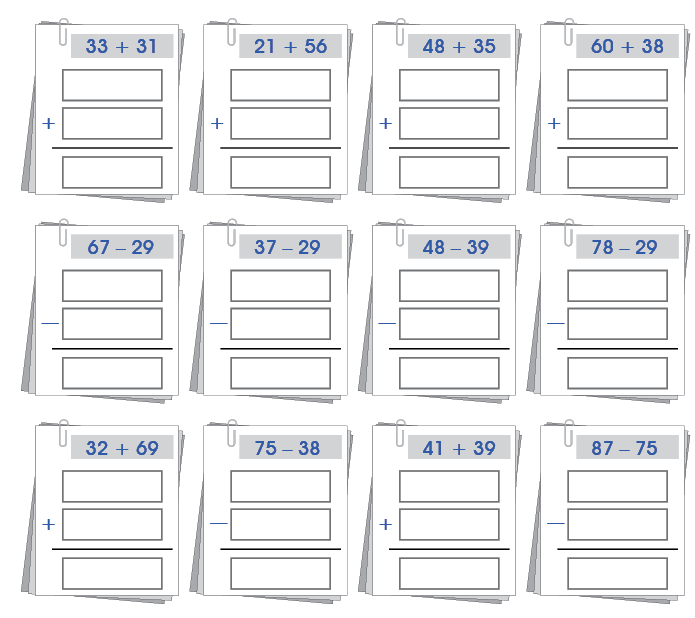 33 + 31
+
21 + 56
+
48 + 35
+
60 + 38
+
67 – 29
–
37 – 29
–
48 – 39
–
78 – 29
–
32 + 69
+
75 – 38
–
41 + 39
+
87 – 75
–